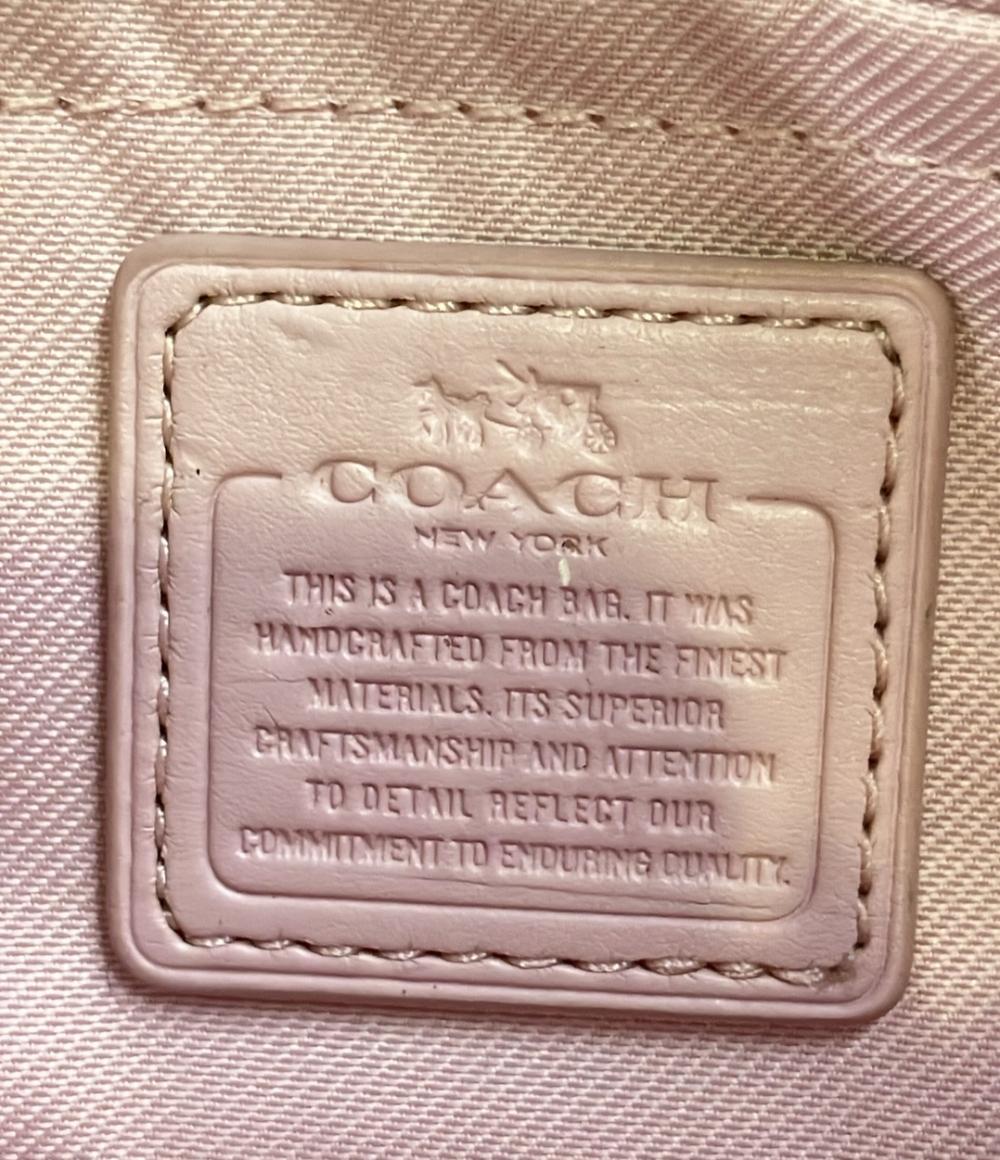 COACH
NEW YORK
THIS IS A COACH BAG. IT WAS
HANDCRAFTED FROM THE FINEST
MATERIALS. ITS SUPERIOR
CRAFTSMANSHIP AND ATTENTION
TO DETAIL REFLECT OUR
COMMITMENT TO ENDURING QUALITY.